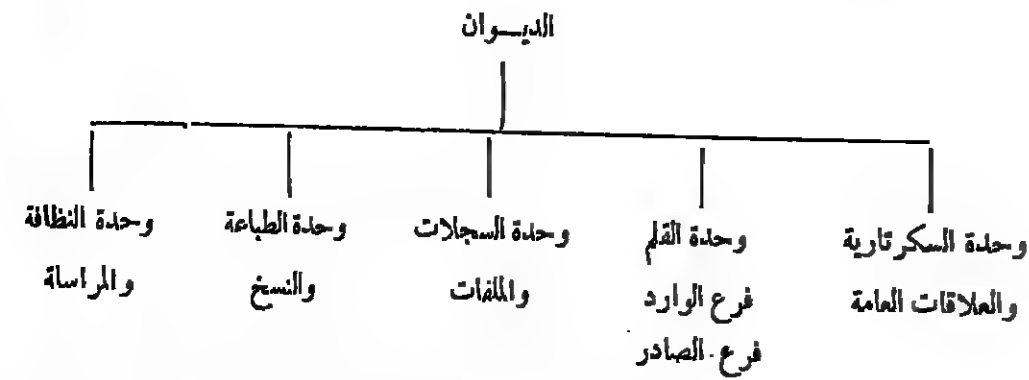 الديـــوان
وحدة السكرتارية
والعلاقات العامة
وحدة القلم
فرع الوارد
فرع الصادر
وحدة السجلات
والملفات
وحدة الطباعة
والنسخ
وحدة النظافة
والمراسلة